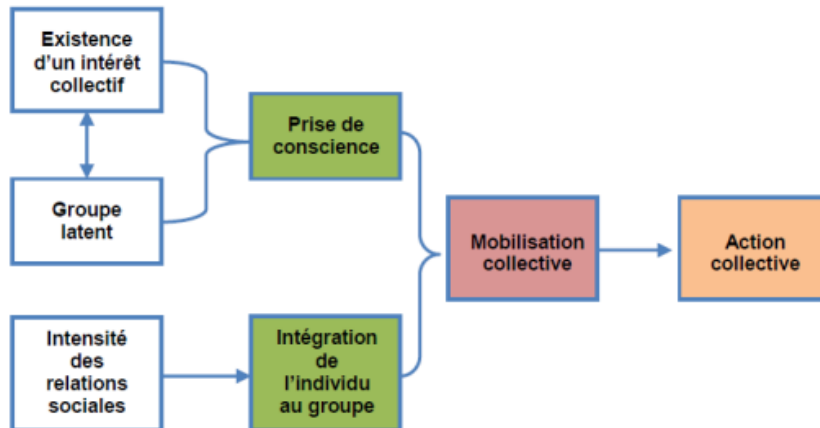 Existence
d'un intérêt
collectif
Groupe
latent
Prise de
conscience
Intensité
des
relations
sociales
Intégration
de
l'individu
au groupe
Mobilisation
collective
Action
collective